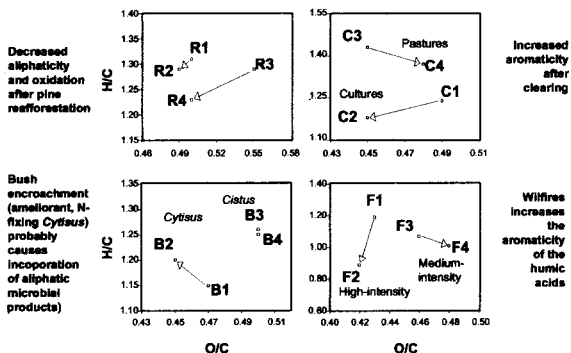 Decreased
aliphaticity
and oxidation
after pine
reafforestation
H/C
1.40
1.35
1.30
1.25
1.20
1.15
1.10
R1
R2
R3
R4
0.46 0.49 0.52 0.55 0.58
1.55
1.40
1.25
1.10
C3
Pastures
C4
Cultures
C1
C2
0.43 0.45 0.47 0.49 0.51
Increased
aromaticity
after
clearing
Bush
encroachment
(ameliorant, N-
fixing Cytisus)
probably
causes
incoporation
of aliphatic
microbial
products)
H/C
1.35
1.30
1.25
1.20
1.15
1.10
Cistus
Cytisus
B3
B2
B4
B1
0.43 0.45 0.47 0.49 0.51
O/C
1.40
1.20
1.00
0.80
0.60
F1
F3
F4
Medium-
intensity
F2
High-intensity
0.40 0.42 0.44 0.46 0.48 0.50
O/C
Wilfires
increases
the
aromaticity
of the
humic
acids